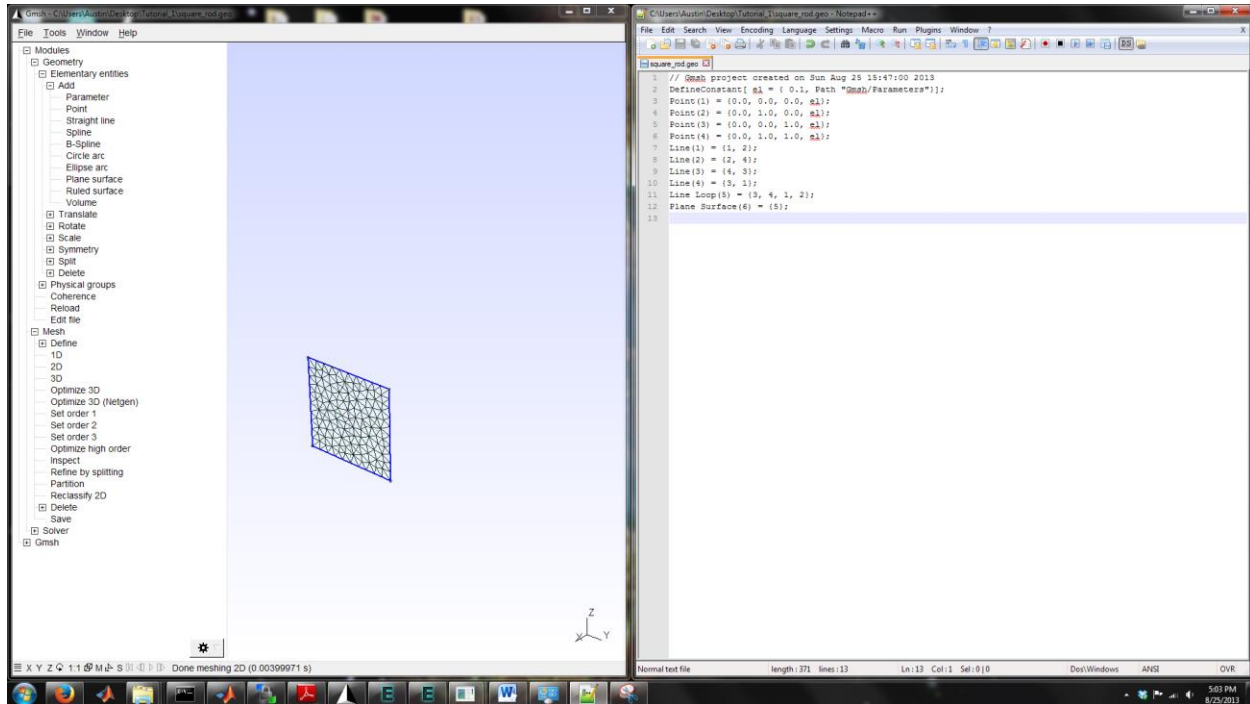 Gmsh - C:\Users\Austin\Desktop\Tutorial_1\square_rod.geo
File Tools Window Help
Modules
Geometry
Elementary entities
Add
Parameter
Point
Straight line
Spline
B-Spline
Circle arc
Ellipse arc
Plane surface
Ruled surface
Volume
Translate
Rotate
Scale
Symmetry
Split
Delete
Physical groups
Coherence
Reload
Edit file
Mesh
Define
1D
2D
3D
Optimize 3D
Optimize 3D (Netgen)
Set order 1
Set order 2
Set order 3
Optimize high order
Inspect
Refine by splitting
Partition
Reclassify 2D
Delete
Save
Solver
Gmsh
Z
X Y
X Y Z 1:1 M S Done meshing 2D (0.00399971 s)
C:\Users\Austin\Desktop\Tutorial_1\square_rod.geo - Notepad++
File Edit Search View Encoding Language Settings Macro Run Plugins Window ? X
square_rod.geo
1 // Gmsh project created on Sun Aug 25 15:47:00 2013
2 DefineConstant[ el = { 0.1, Path "Gmsh/Parameters"}];
3 Point(1) = {0.0, 0.0, 0.0, el};
4 Point(2) = {0.0, 1.0, 0.0, el};
5 Point(3) = {0.0, 0.0, 1.0, el};
6 Point(4) = {0.0, 1.0, 1.0, el};
7 Line(1) = {1, 2};
8 Line(2) = {2, 4};
9 Line(3) = {4, 3};
10 Line(4) = {3, 1};
11 Line Loop(5) = {3, 4, 1, 2};
12 Plane Surface(6) = {5};
13
Normal text file length : 371 lines : 13 Ln : 13 Col : 1 Sel : 0 | 0 Dos\Windows ANSI OVR
5:03 PM
8/25/2013